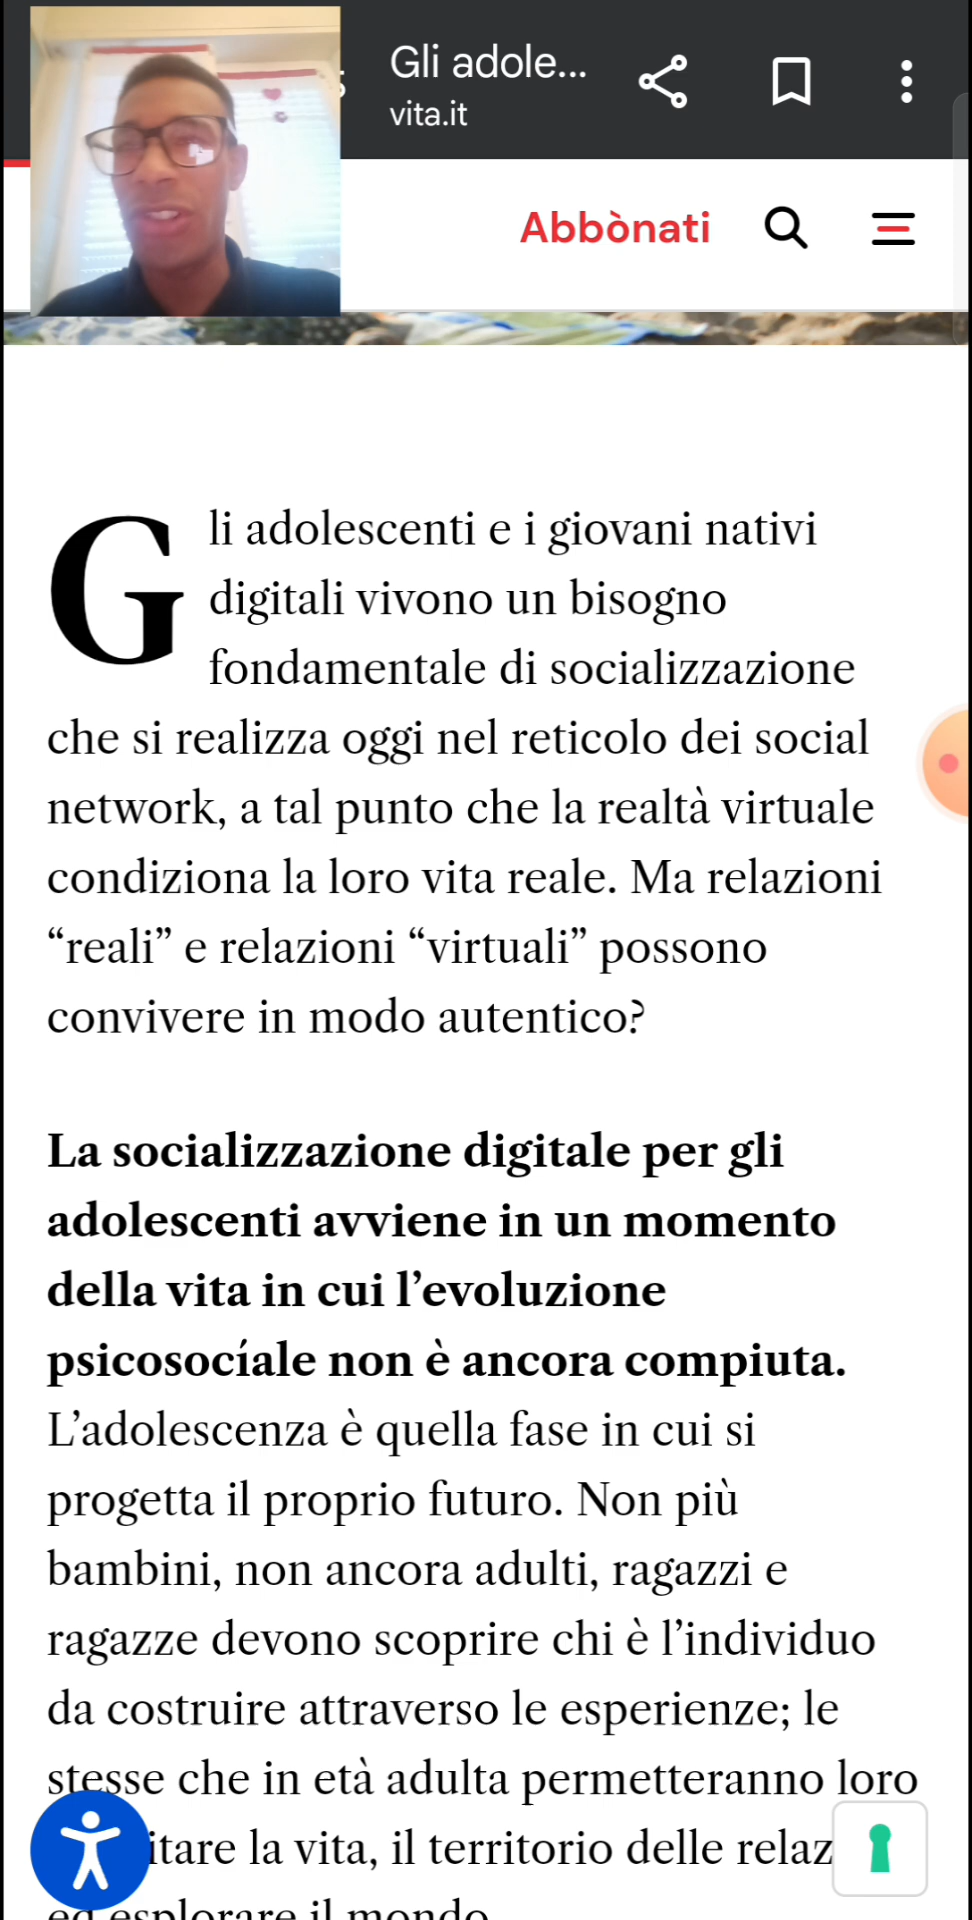 Gli adole...
vita.it
Abbònati
Gli adolescenti e i giovani nativi
digitali vivono un bisogno
fondamentale di socializzazione
che si realizza oggi nel reticolo dei social
network, a tal punto che la realtà virtuale
condiziona la loro vita reale. Ma relazioni
“reali” e relazioni “virtuali” possono
convivere in modo autentico?
La socializzazione digitale per gli
adolescenti avviene in un momento
della vita in cui l’evoluzione
psicosocíale non è ancora compiuta.
L’adolescenza è quella fase in cui si
progetta il proprio futuro. Non più
bambini, non ancora adulti, ragazzi e
ragazze devono scoprire chi è l’individuo
da costruire attraverso le esperienze; le
stesse che in età adulta permetteranno loro
la vita, il territorio delle
ed esplorare il mondo.